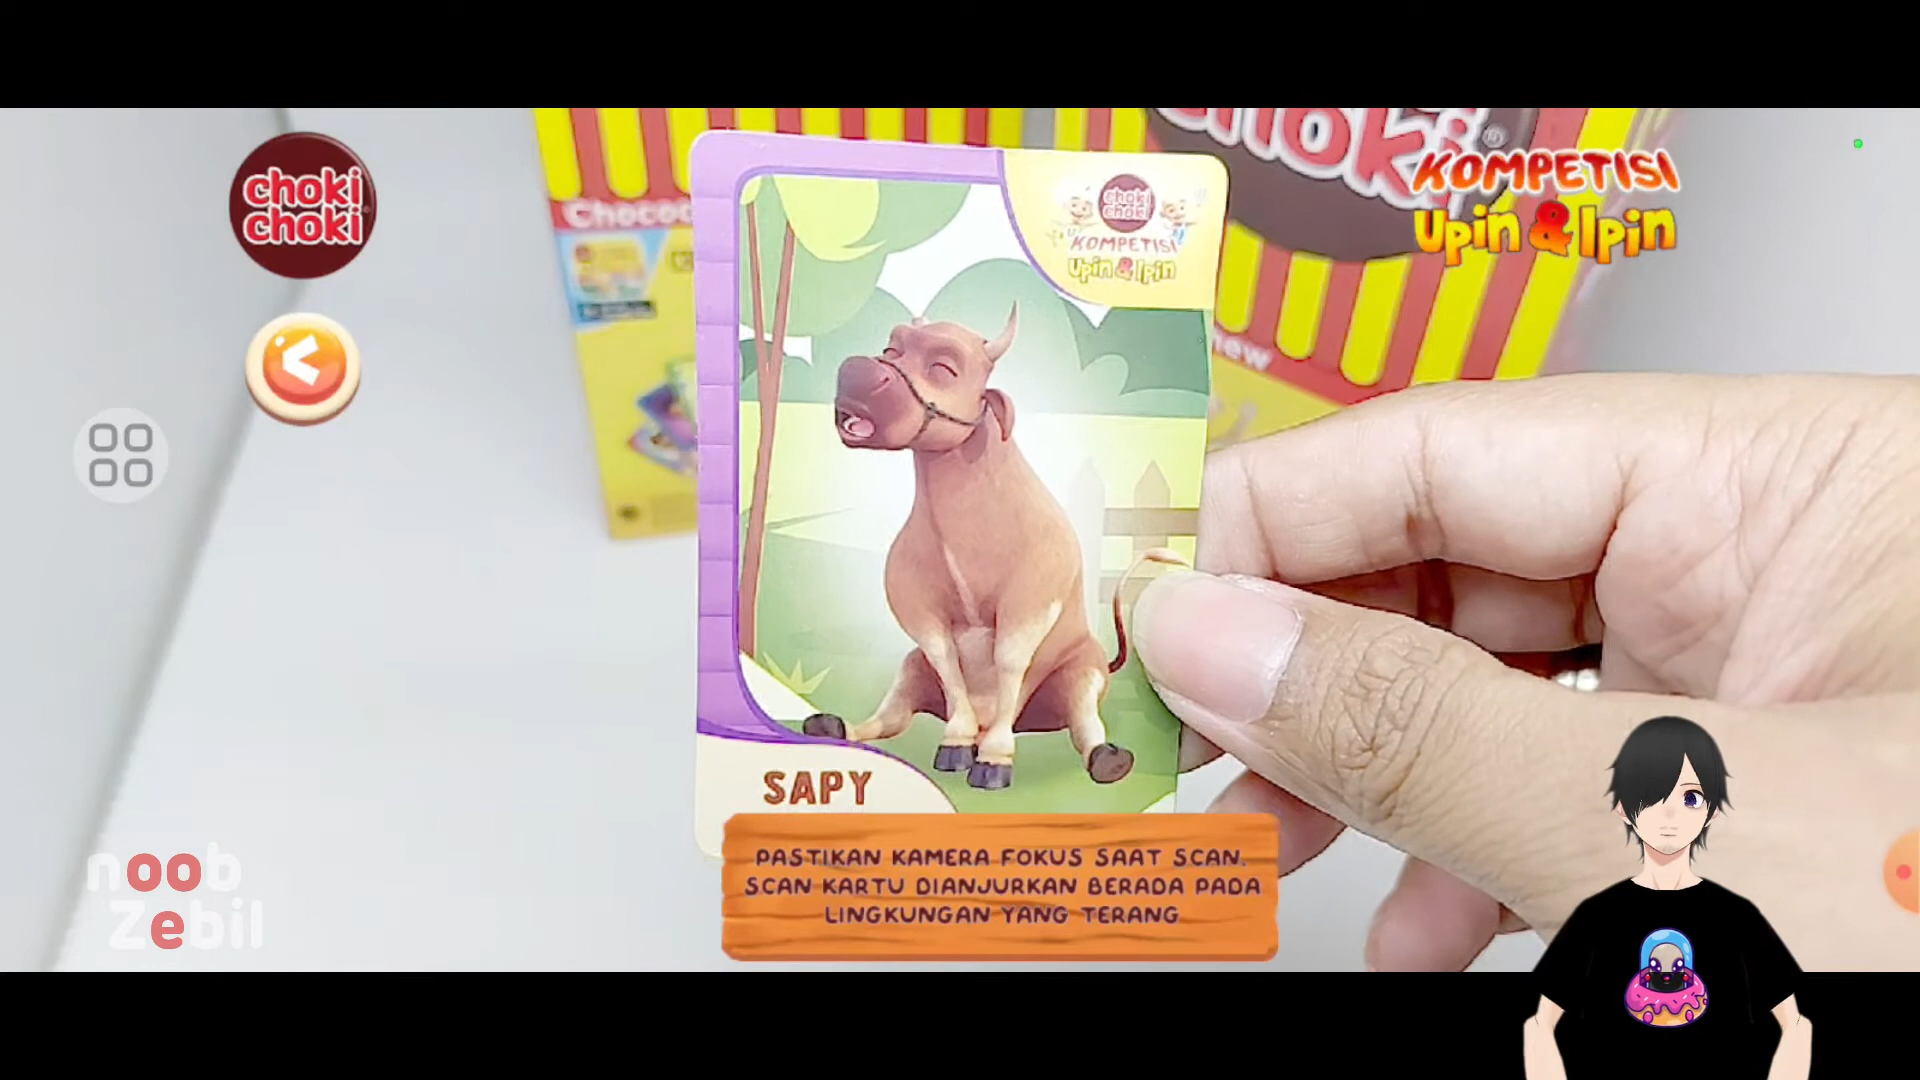 choki
choki
KOMPETISI
Upin & Ipin
choki
choki
KOMPETISI
Upin & Ipin
choki
SAPY
PASTIKAN KAMERA FOKUS SAAT SCAN.
SCAN KARTU DIANJURKAN BERADA PADA
LINGKUNGAN YANG TERANG
noob
Zebil